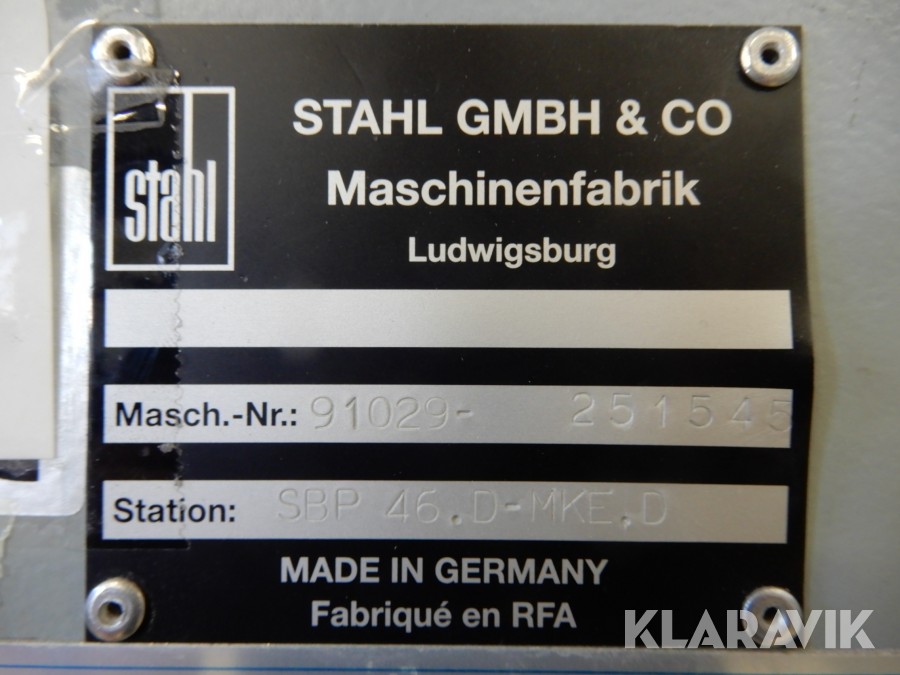 stahl
STAHL GMBH & CO
Maschinenfabrik
Ludwigsburg
Masch.-Nr.: 91029- 251545
Station: SBP 46.D-MKE.D
MADE IN GERMANY
Fabriqué en RFA
KLARAVIK